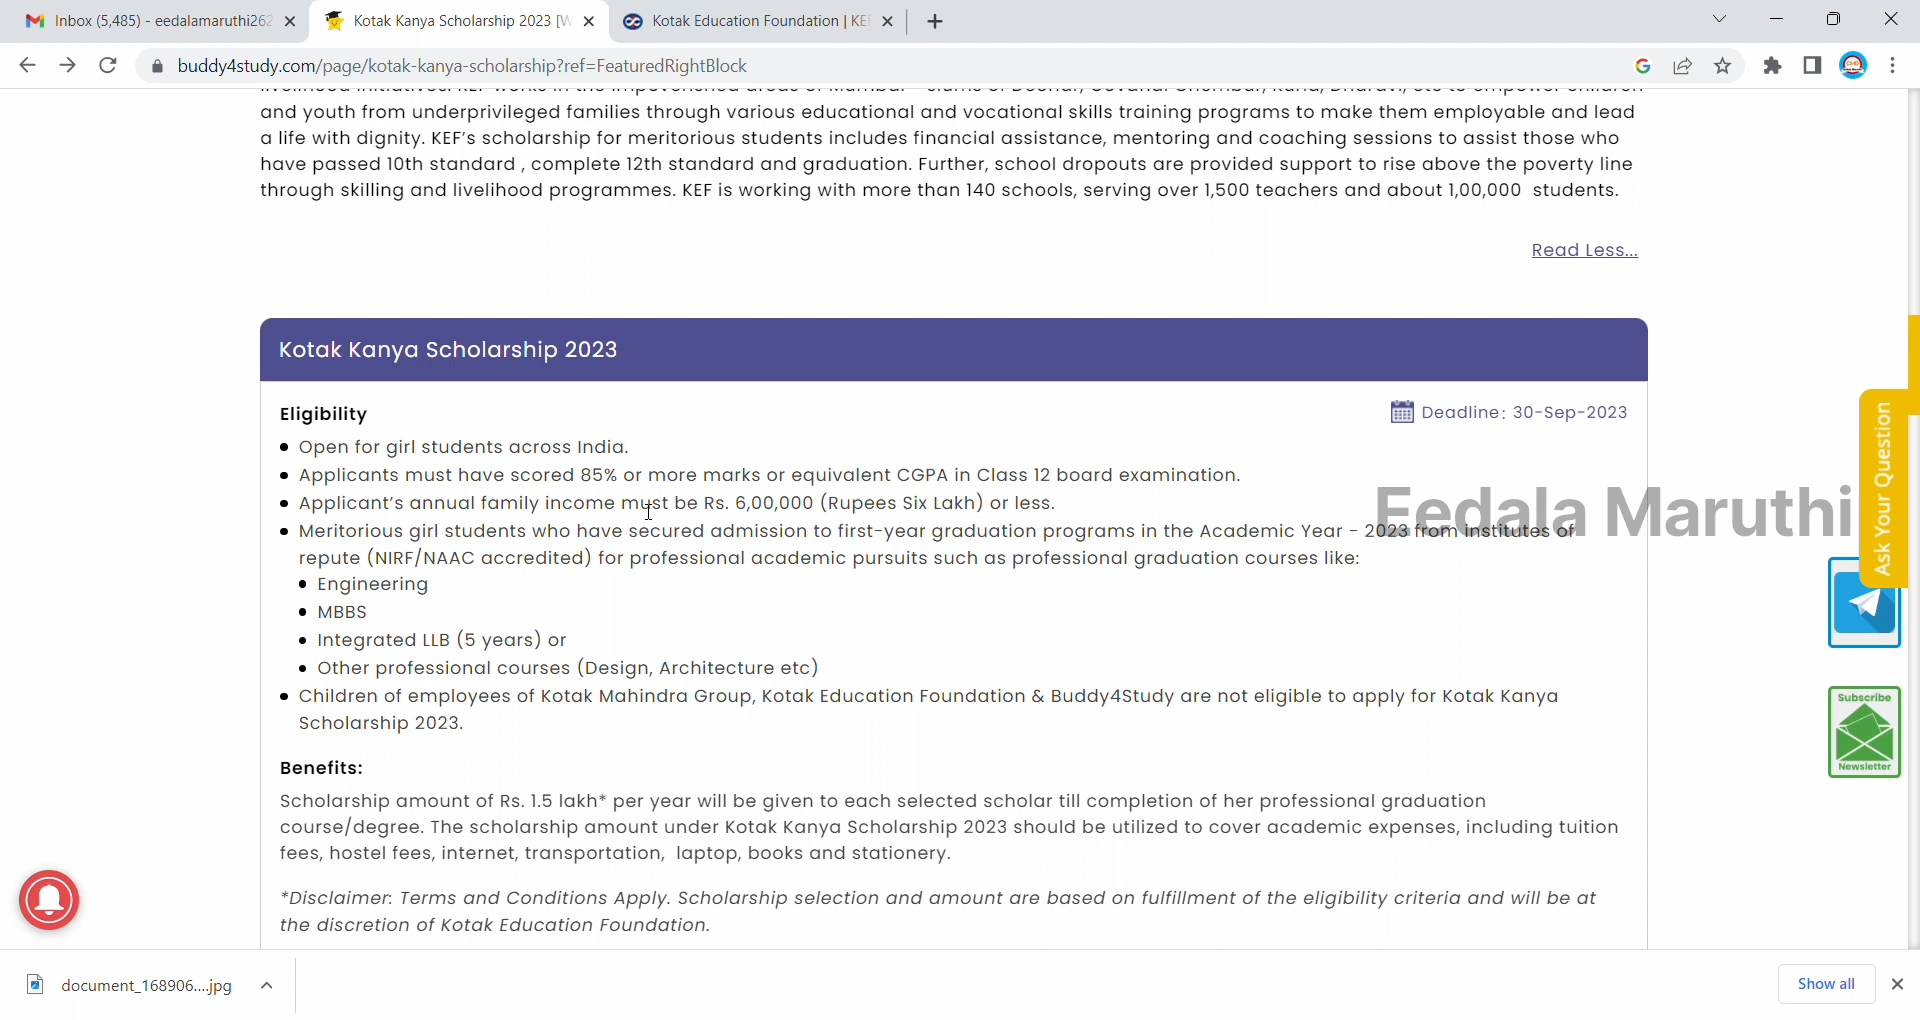 Inbox (5,485) - eedalamaruthi262
Kotak Kanya Scholarship 2023 [W
Kotak Education Foundation | KEF
buddy4study.com/page/kotak-kanya-scholarship?ref=FeaturedRightBlock
and youth from underprivileged families through various educational and vocational skills training programs to make them employable and lead
a life with dignity. KEF's scholarship for meritorious students includes financial assistance, mentoring and coaching sessions to assist those who
have passed 10th standard , complete 12th standard and graduation. Further, school dropouts are provided support to rise above the poverty line
through skilling and livelihood programmes. KEF is working with more than 140 schools, serving over 1,500 teachers and about 1,00,000 students.
Read Less...
Kotak Kanya Scholarship 2023
Eligibility
Deadline: 30-Sep-2023
• Open for girl students across India.
• Applicants must have scored 85% or more marks or equivalent CGPA in Class 12 board examination.
• Applicant's annual family income must be Rs. 6,00,000 (Rupees Six Lakh) or less.
Eedala Maruthi
• Meritorious girl students who have secured admission to first-year graduation programs in the Academic Year - 2023 from institutes of
repute (NIRF/NAAC accredited) for professional academic pursuits such as professional graduation courses like:
• Engineering
• MBBS
• Integrated LLB (5 years) or
• Other professional courses (Design, Architecture etc)
• Children of employees of Kotak Mahindra Group, Kotak Education Foundation & Buddy4Study are not eligible to apply for Kotak Kanya
Scholarship 2023.
Benefits:
Scholarship amount of Rs. 1.5 lakh* per year will be given to each selected scholar till completion of her professional graduation
course/degree. The scholarship amount under Kotak Kanya Scholarship 2023 should be utilized to cover academic expenses, including tuition
fees, hostel fees, internet, transportation, laptop, books and stationery.
*Disclaimer: Terms and Conditions Apply. Scholarship selection and amount are based on fulfillment of the eligibility criteria and will be at
the discretion of Kotak Education Foundation.
Ask Your Question
Subscribe
Newsletter
document_168906....jpg
Show all